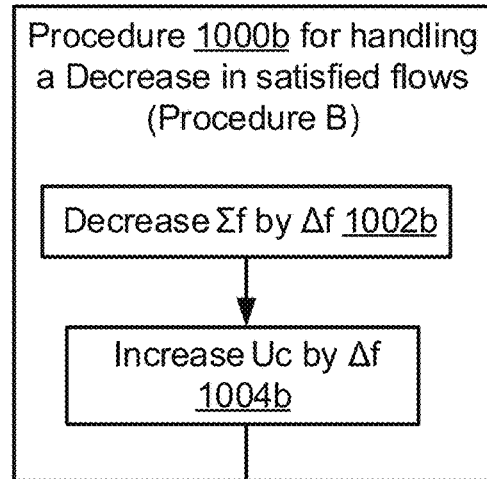 Procedure 1000b for handling
a Decrease in satisfied flows
(Procedure B)
Decrease Σf by Δf 1002b
Increase Uc by Δf
1004b